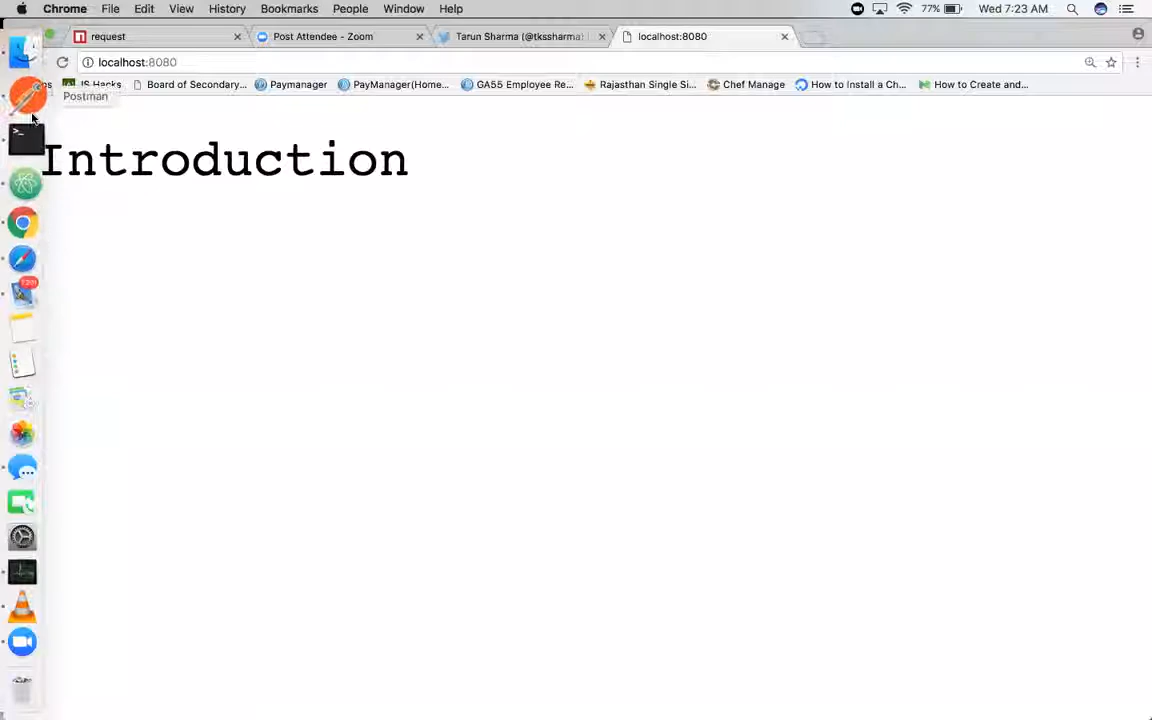 Chrome File Edit View History Bookmarks People Window Help 77% Wed 7:23 AM
request Post Attendee - Zoom Tarun Sharma (@tkssharma) localhost:8080
localhost:8080
JS Hacks Board of Secondary... Paymanager PayManager(Home... GA55 Employee Re... Rajasthan Single Si... Chef Manage How to Install a Ch... How to Create and...
Postman
Introduction